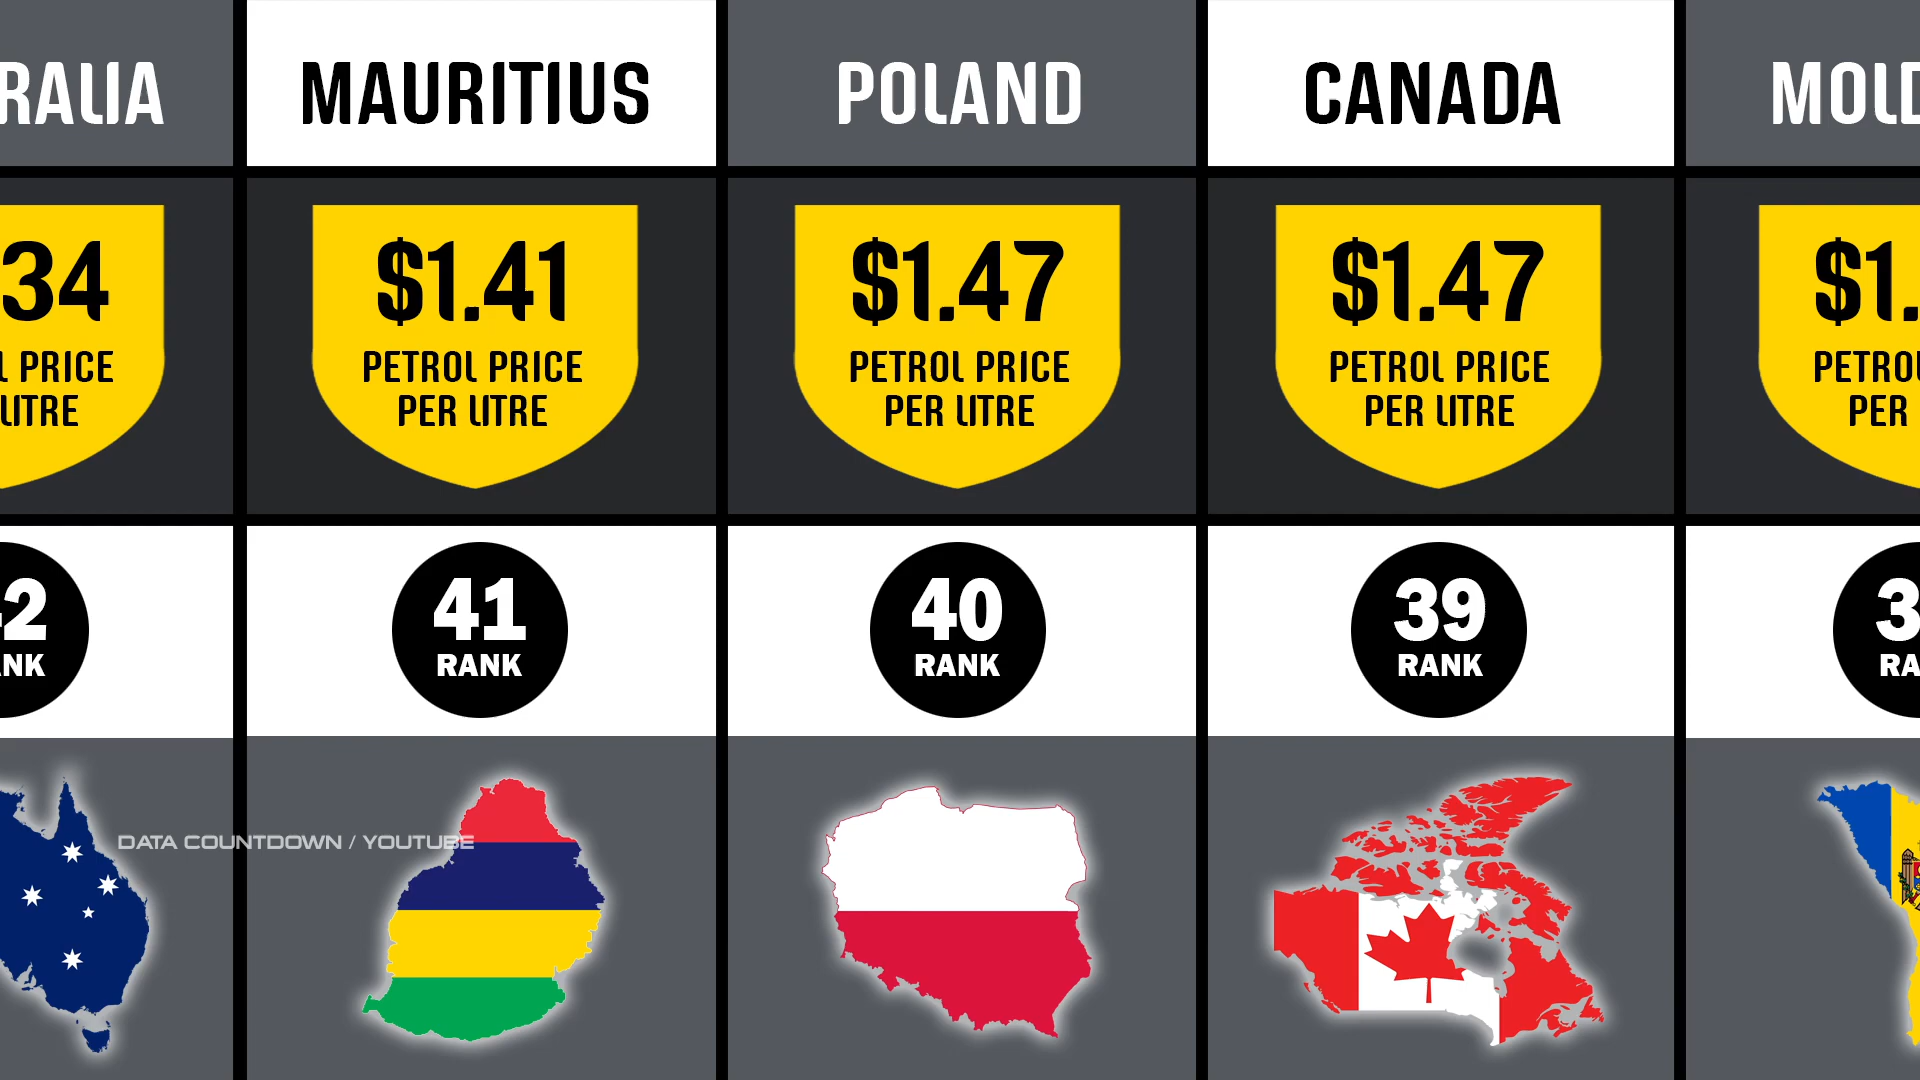 RALIA
MAURITIUS
POLAND
CANADA
MOLD
34
L PRICE
LITRE
$1.41
PETROL PRICE
PER LITRE
$1.47
PETROL PRICE
PER LITRE
$1.47
PETROL PRICE
PER LITRE
$1.
PETROL
PER
2
NK
41
RANK
40
RANK
39
RANK
3
RA
DATA COUNTDOWN / YOUTUBE